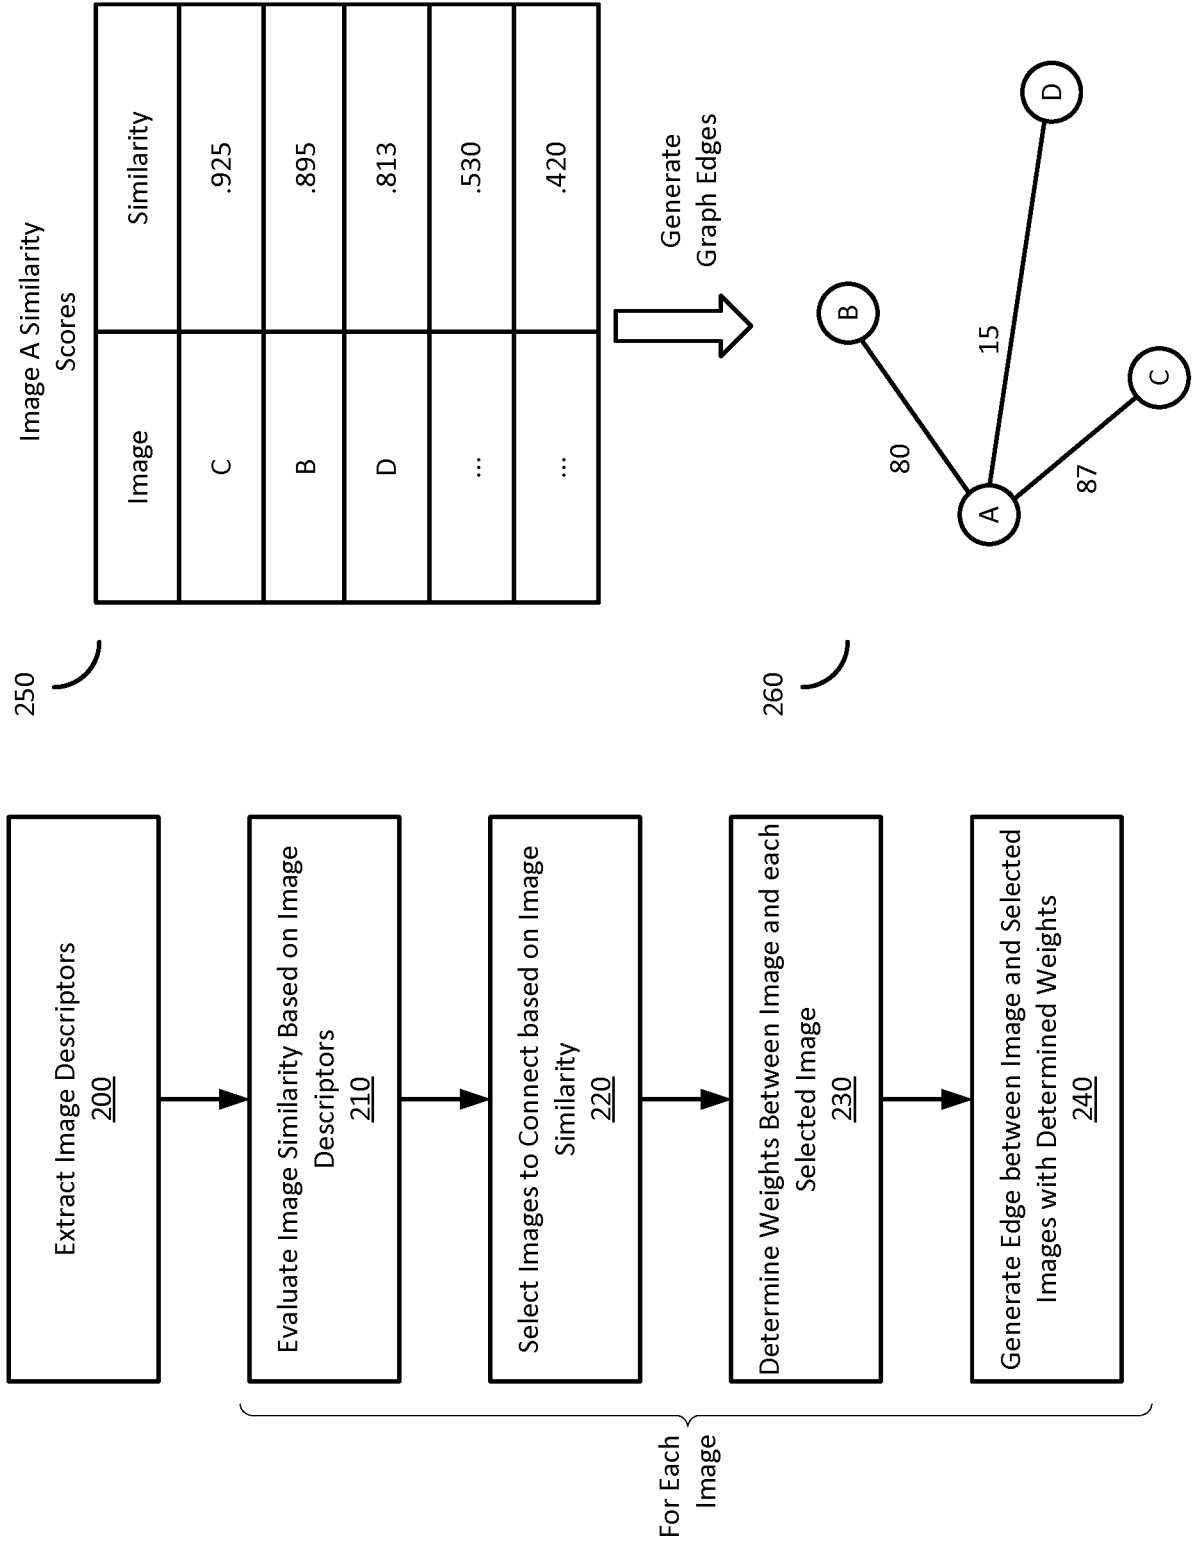 Extract Image Descriptors
200
Evaluate Image Similarity Based on Image
Descriptors
210
Select Images to Connect based on Image
Similarity
220
Determine Weights Between Image and each
Selected Image
230
Generate Edge between Image and Selected
Images with Determined Weights
240
For Each
Image
250
Image A Similarity
Scores
Image Similarity
C .925
B .895
D .813
... .530
... .420
Generate
Graph Edges
260
A
B
C
D
80
15
87